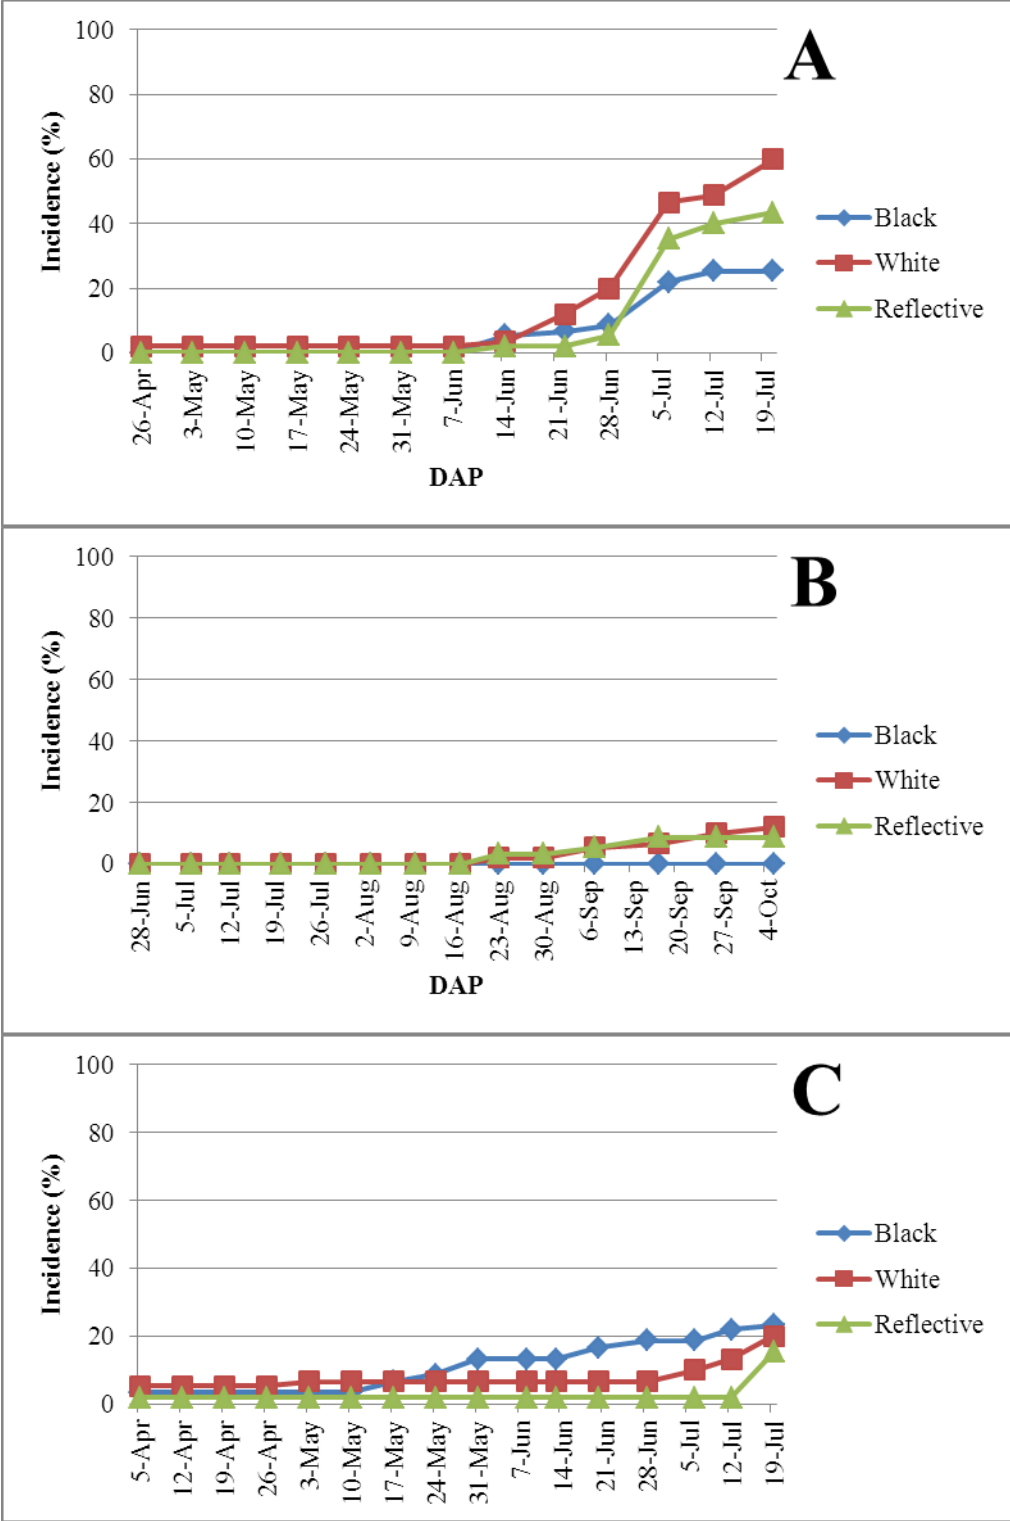 A
Incidence (%)
100
80
60
40
20
0
26-Apr
3-May
10-May
17-May
24-May
31-May
7-Jun
14-Jun
21-Jun
28-Jun
5-Jul
12-Jul
19-Jul
DAP
Black
White
Reflective
B
Incidence (%)
100
80
60
40
20
0
28-Jun
5-Jul
12-Jul
19-Jul
26-Jul
2-Aug
9-Aug
16-Aug
23-Aug
30-Aug
6-Sep
13-Sep
20-Sep
27-Sep
4-Oct
DAP
Black
White
Reflective
C
Incidence (%)
100
80
60
40
20
0
5-Apr
12-Apr
19-Apr
26-Apr
3-May
10-May
17-May
24-May
31-May
7-Jun
14-Jun
21-Jun
28-Jun
5-Jul
12-Jul
19-Jul
Black
White
Reflective